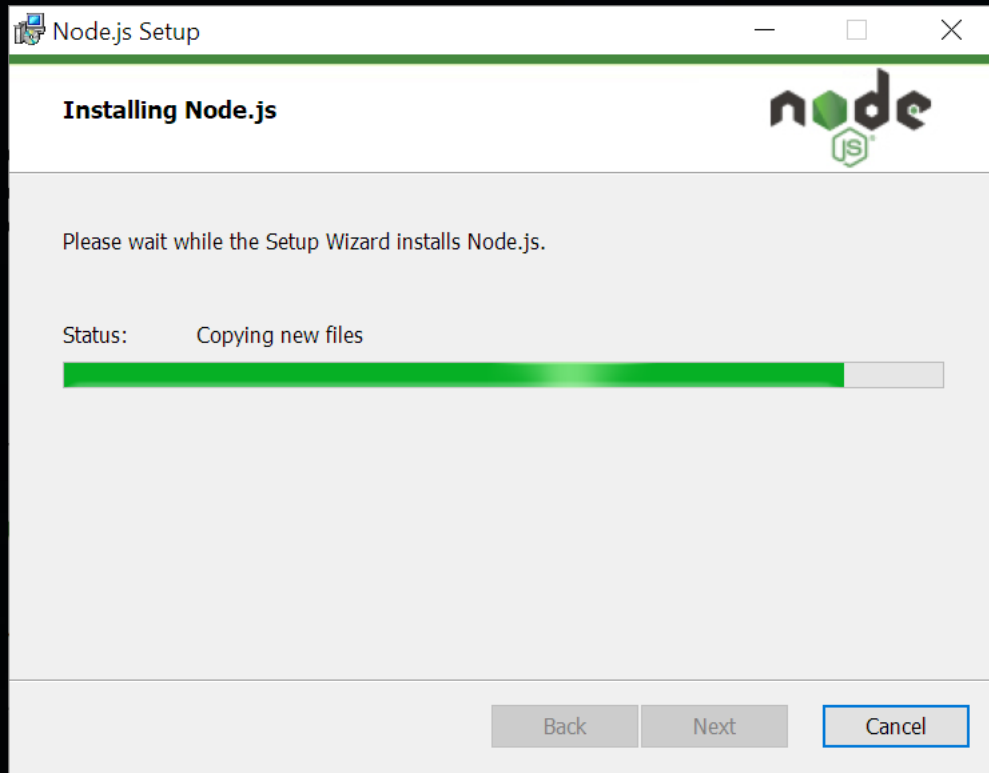 Node.js Setup
Installing Node.js
node
JS
Please wait while the Setup Wizard installs Node.js.
Status: Copying new files
Back Next Cancel